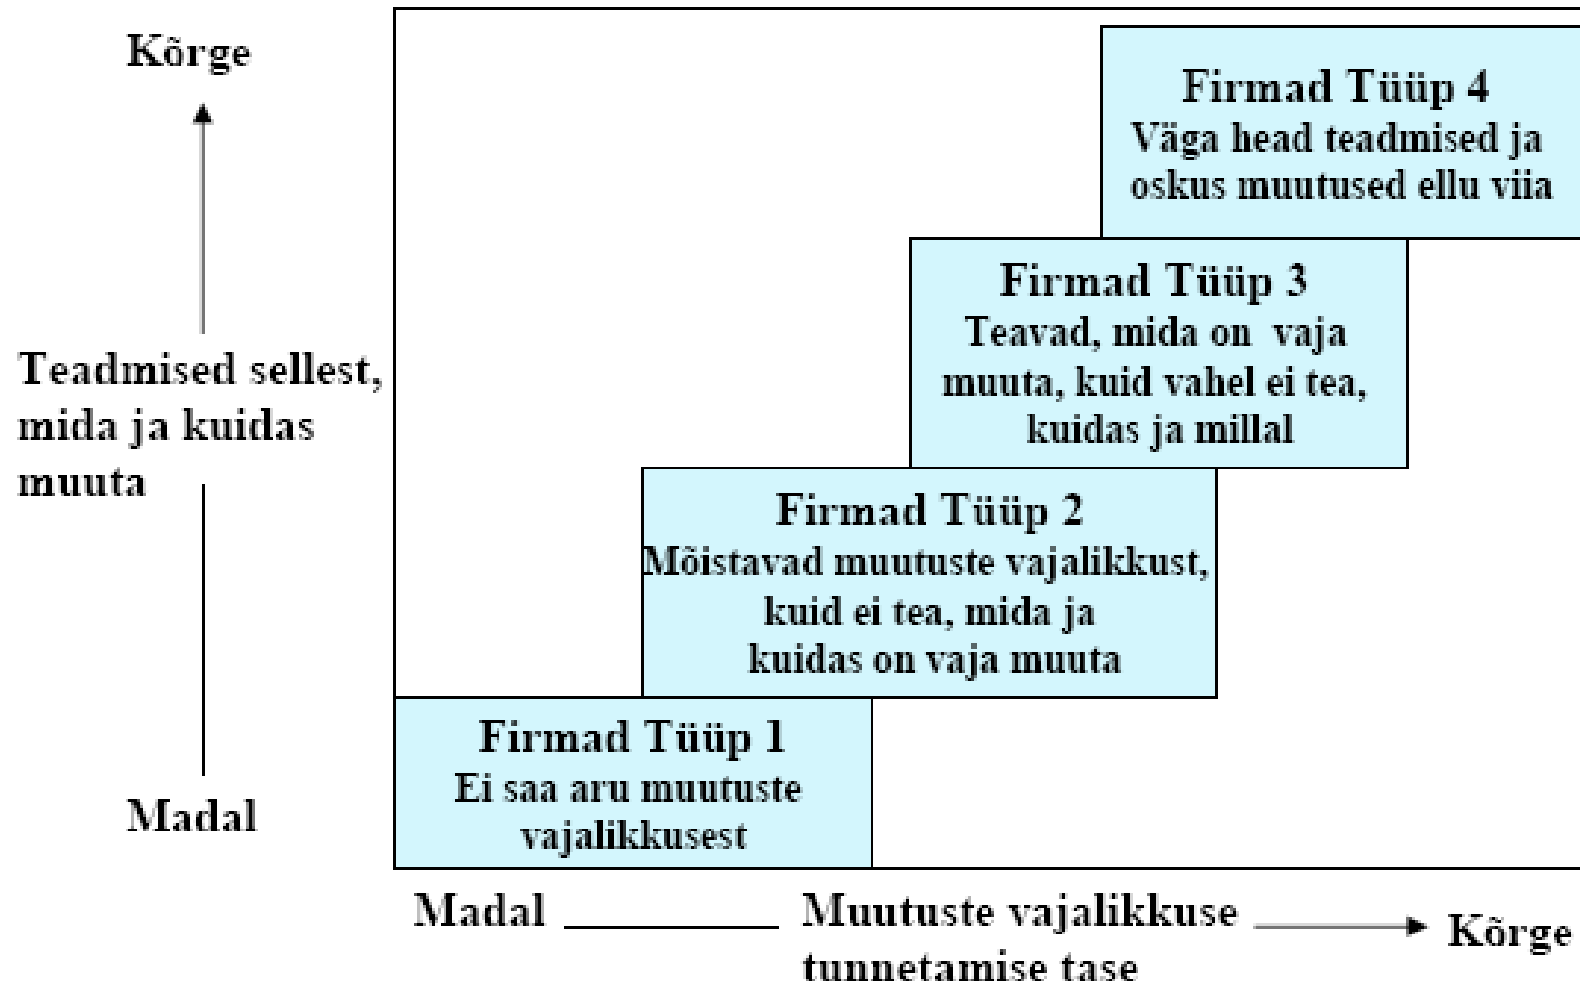 Kõrge
Firmad Tüüp 4
Väga head teadmised ja
oskus muutused ellu viia
Firmad Tüüp 3
Teavad, mida on vaja
muuta, kuid vahel ei tea,
kuidas ja millal
Teadmised sellest,
mida ja kuidas
muuta
Firmad Tüüp 2
Mõistavad muutuste vajalikkust,
kuid ei tea, mida ja
kuidas on vaja muuta
Firmad Tüüp 1
Ei saa aru muutuste
vajalikkusest
Madal
Madal
Muutuste vajalikkuse
tunnetamise tase
Kõrge